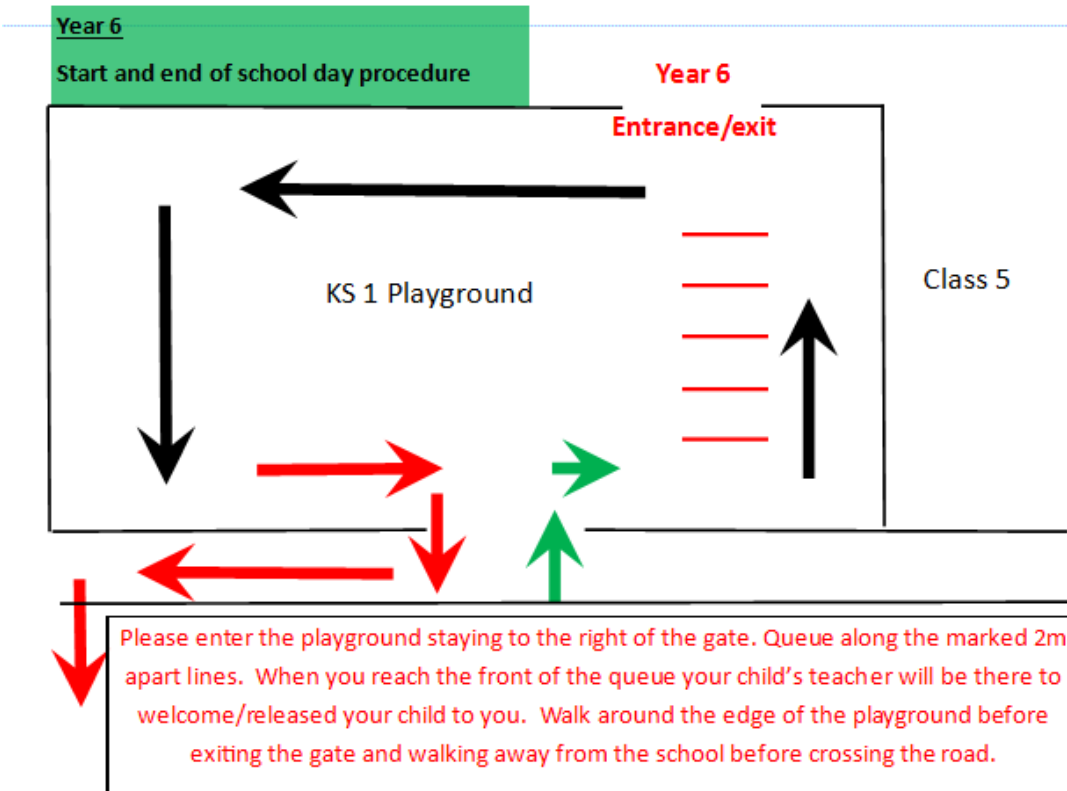 Year 6
Start and end of school day procedure
Year 6
Entrance/exit
KS 1 Playground
Class 5
Please enter the playground staying to the right of the gate. Queue along the marked 2m
apart lines. When you reach the front of the queue your child's teacher will be there to
welcome/released your child to you. Walk around the edge of the playground before
exiting the gate and walking away from the school before crossing the road.